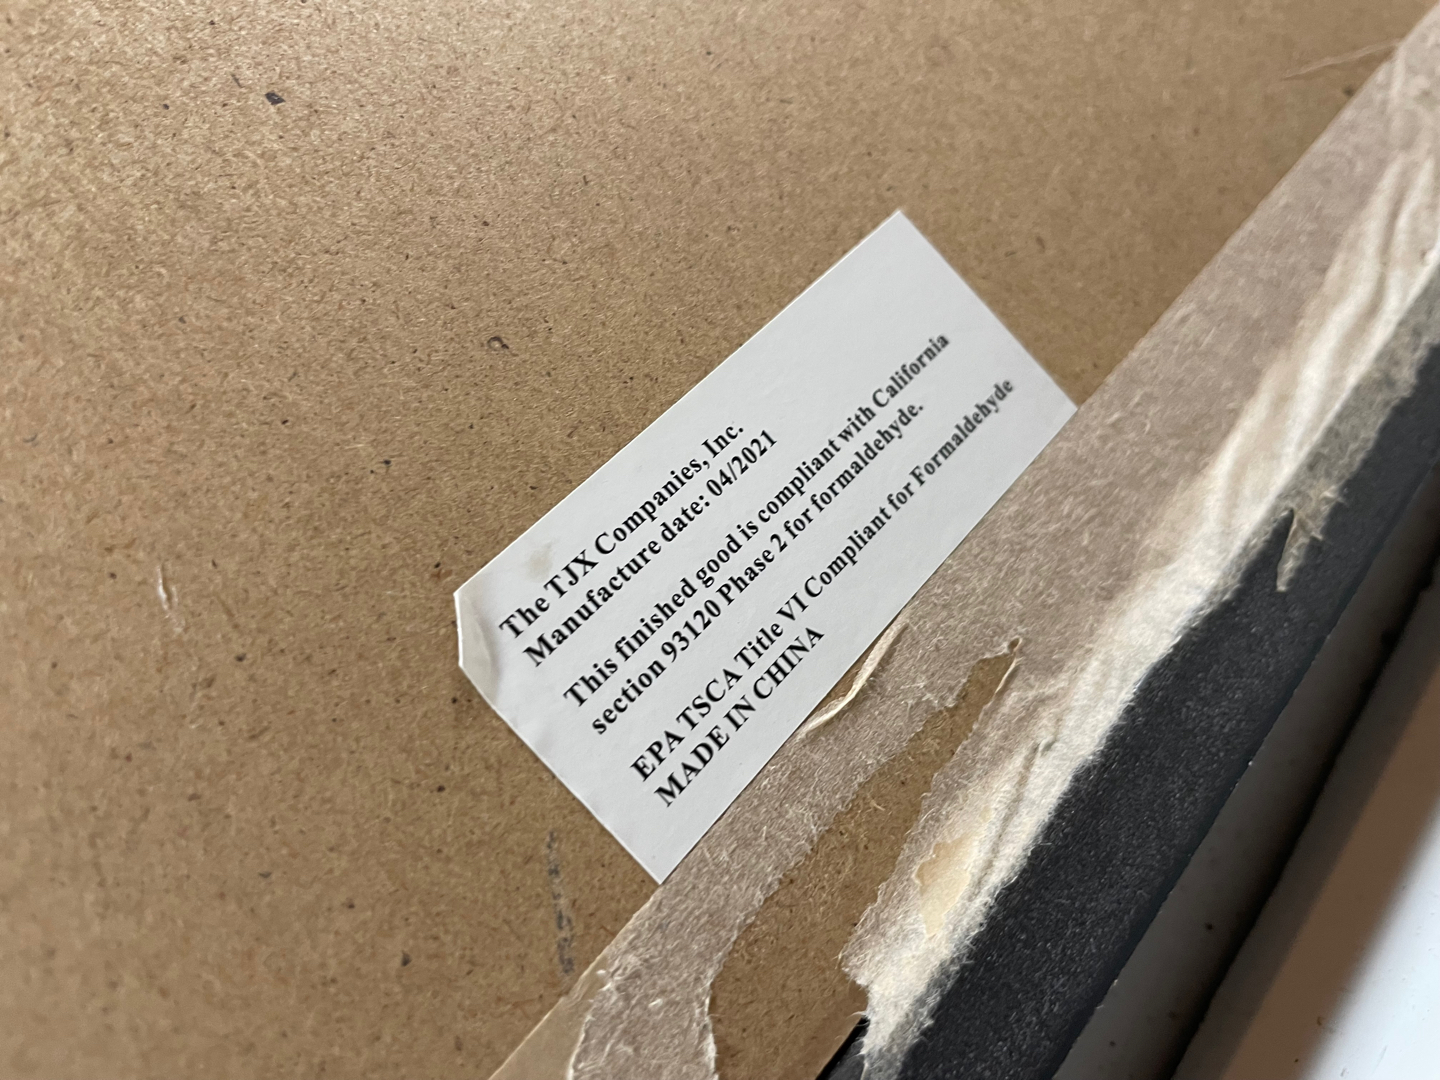 The TJX Companies, Inc.
Manufacture date: 04/2021
This finished good is compliant with California
section 93120 Phase 2 for formaldehyde.
EPA TSCA Title VI Compliant for Formaldehyde
MADE IN CHINA